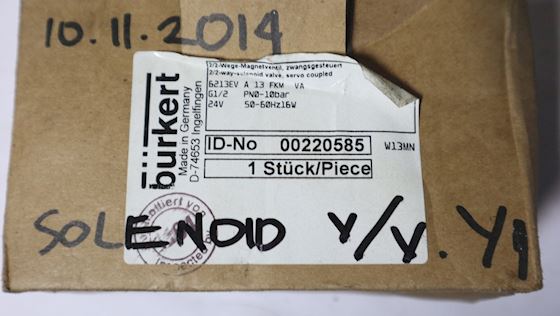 10.11.2014
bürkert
Made in Germany
D-74653 Ingelfingen
2/2-Wege-Magnetventil, zwangsgesteuert
2/2-way-solenoid valve, servo coupled
6213EV A 13 FKM VA
G1/2 PN0-10bar
24V 50-60Hz16W
ID-No 00220585
W13MN
1 Stück/Piece
SOLENOID V/V.